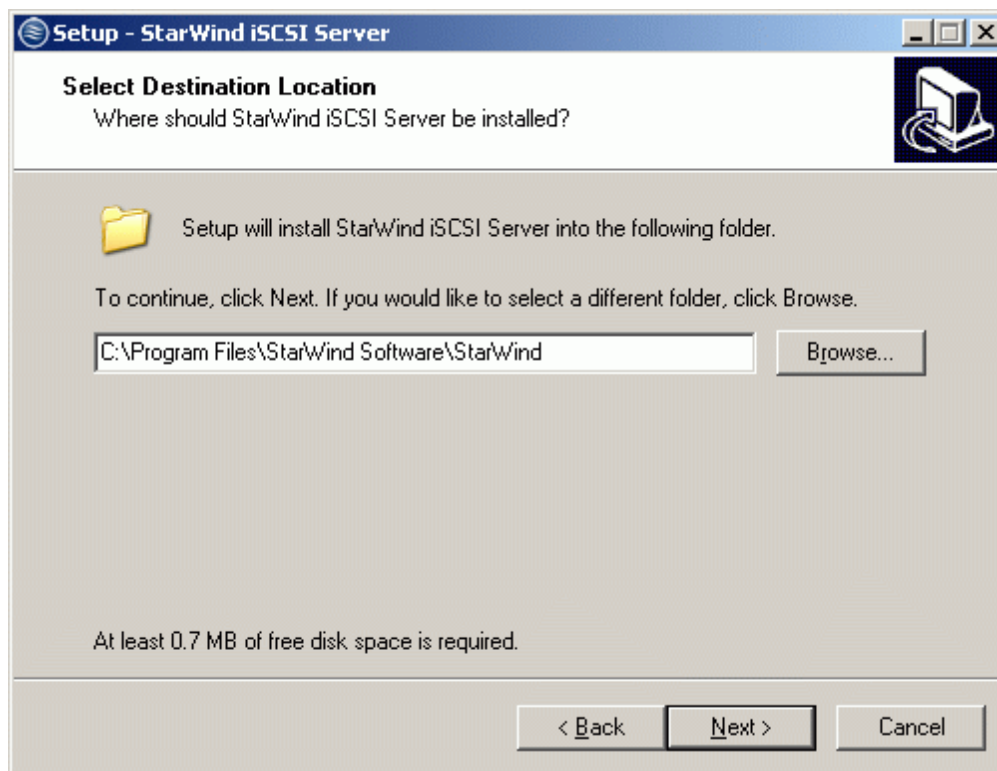 Setup - StarWind iSCSI Server
Select Destination Location
Where should StarWind iSCSI Server be installed?
Setup will install StarWind iSCSI Server into the following folder.
To continue, click Next. If you would like to select a different folder, click Browse.
C:\Program Files\StarWind Software\StarWind
Browse...
At least 0.7 MB of free disk space is required.
< Back
Next >
Cancel